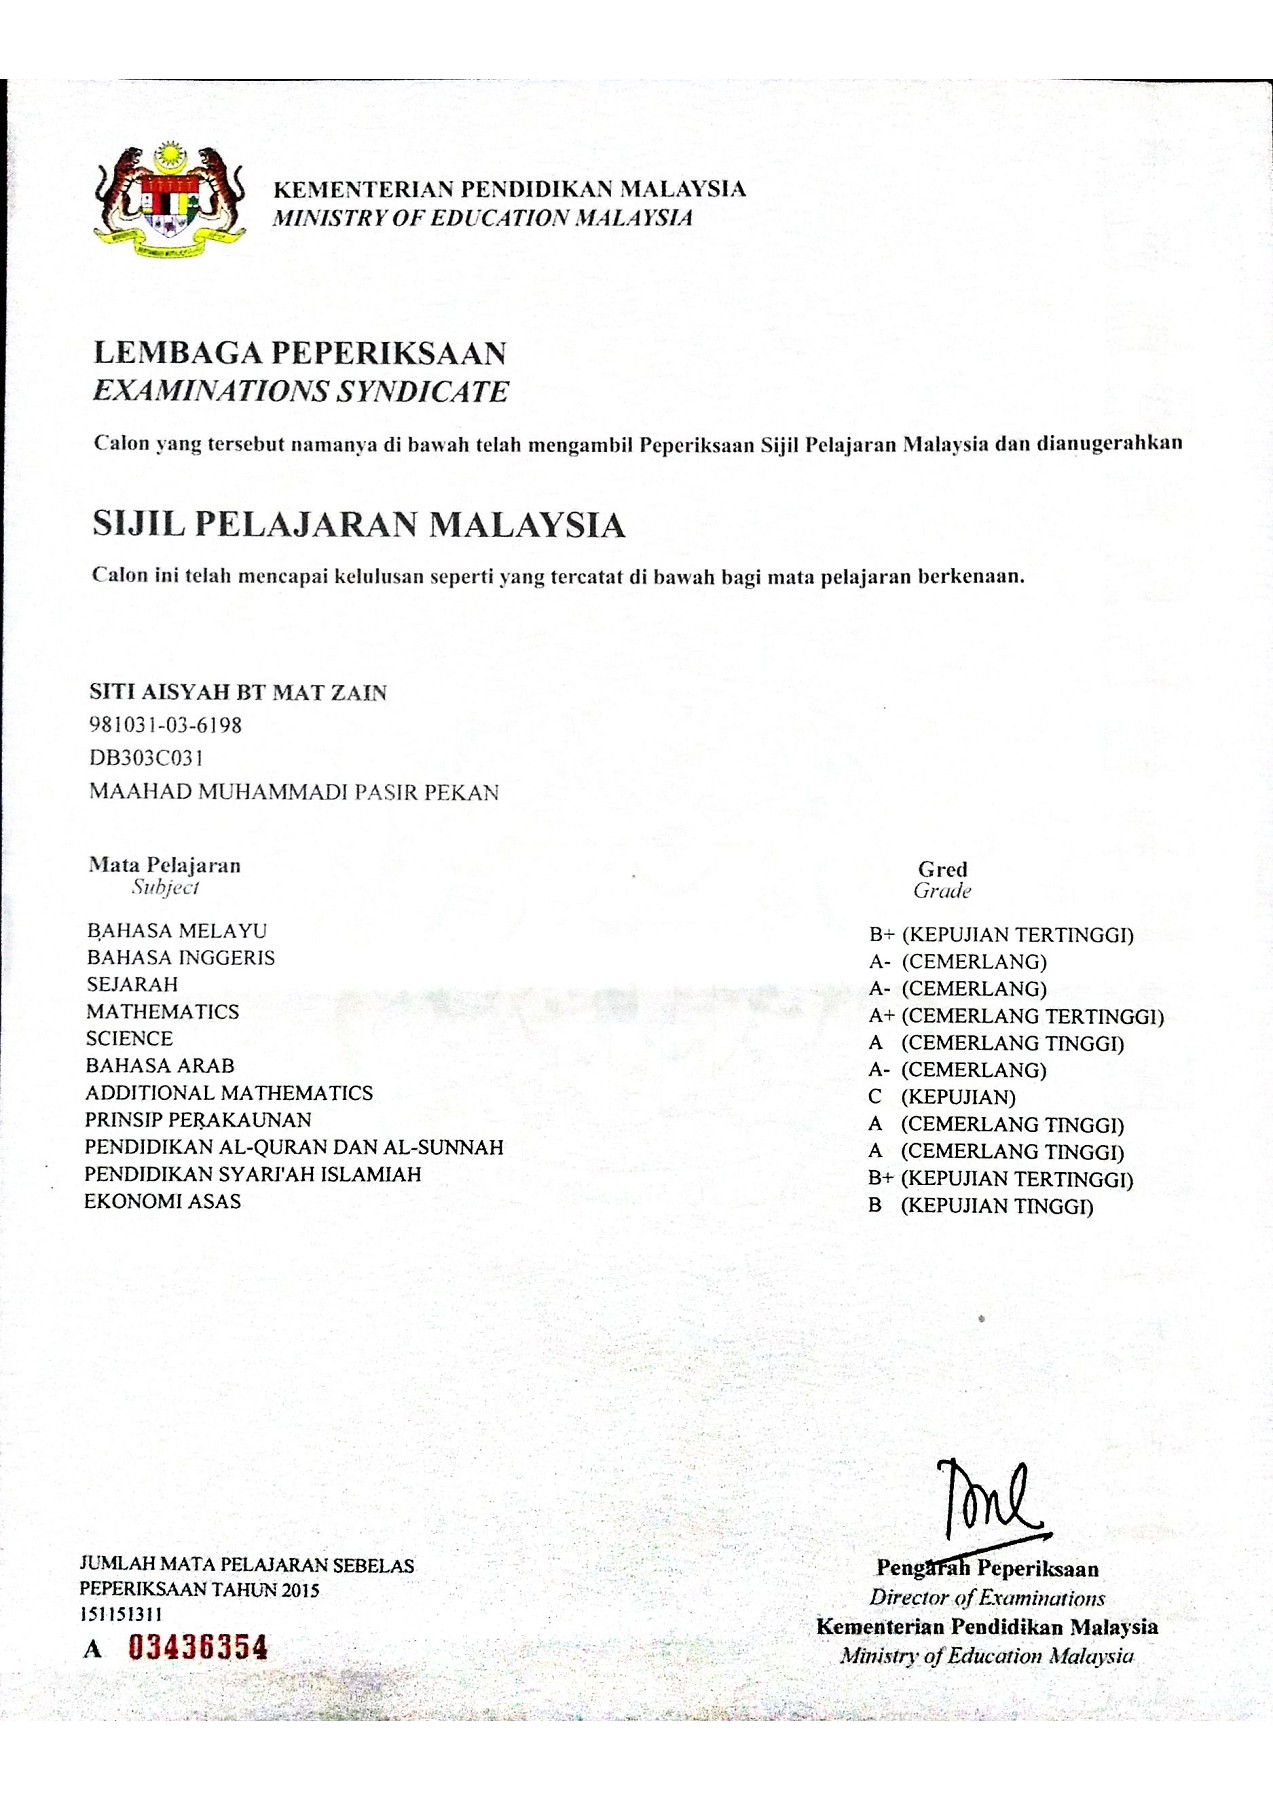 KEMENTERIAN PENDIDIKAN MALAYSIA
MINISTRY OF EDUCATION MALAYSIA
LEMBAGA PEPERIKSAAN
EXAMINATIONS SYNDICATE
Calon yang tersebut namanya di bawah telah mengambil Peperiksaan Sijil Pelajaran Malaysia dan dianugerahkan
SIJIL PELAJARAN MALAYSIA
Calon ini telah mencapai kelulusan seperti yang tercatat di bawah bagi mata pelajaran berkenaan.
SITI AISYAH BT MAT ZAIN
981031-03-6198
DB303C031
MAAHAD MUHAMMADI PASIR PEKAN
Mata Pelajaran Gred
Subject Grade
BAHASA MELAYU B+ (KEPUJIAN TERTINGGI)
BAHASA INGGERIS A- (CEMERLANG)
SEJARAH A- (CEMERLANG)
MATHEMATICS A+ (CEMERLANG TERTINGGI)
SCIENCE A (CEMERLANG TINGGI)
BAHASA ARAB A- (CEMERLANG)
ADDITIONAL MATHEMATICS C (KEPUJIAN)
PRINSIP PERAKAUNAN A (CEMERLANG TINGGI)
PENDIDIKAN AL-QURAN DAN AL-SUNNAH A (CEMERLANG TINGGI)
PENDIDIKAN SYARI'AH ISLAMIAH B+ (KEPUJIAN TERTINGGI)
EKONOMI ASAS B (KEPUJIAN TINGGI)
JUMLAH MATA PELAJARAN SEBELAS
PEPERIKSAAN TAHUN 2015
151151311
A 03436354
Pengarah Peperiksaan
Director of Examinations
Kementerian Pendidikan Malaysia
Ministry of Education Malaysia